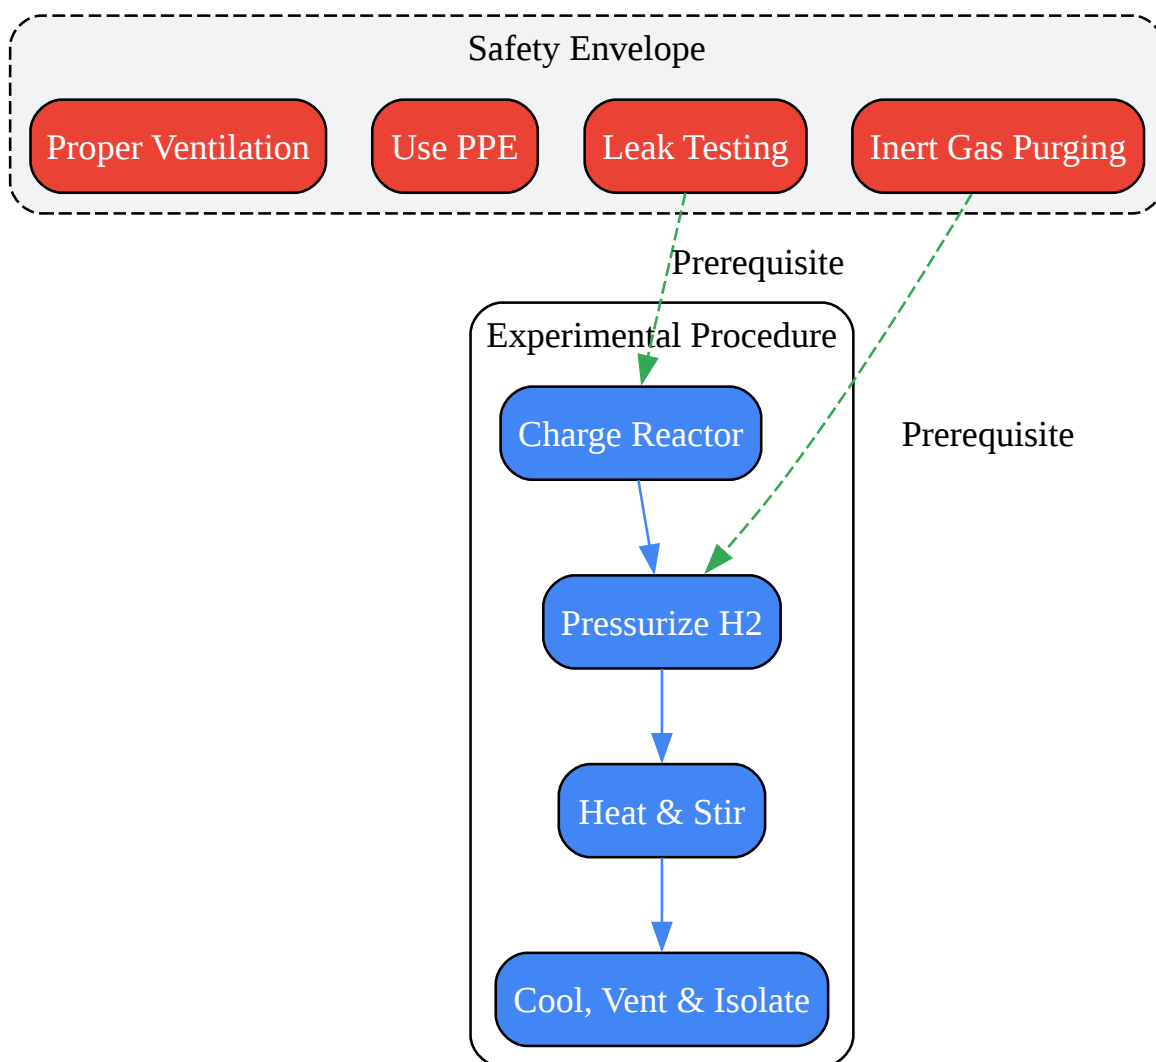 Safety Envelope
Proper Ventilation
Use PPE
Leak Testing
Inert Gas Purging
Prerequisite
Experimental Procedure
Charge Reactor
Prerequisite
Pressurize H2
Heat & Stir
Cool, Vent & Isolate